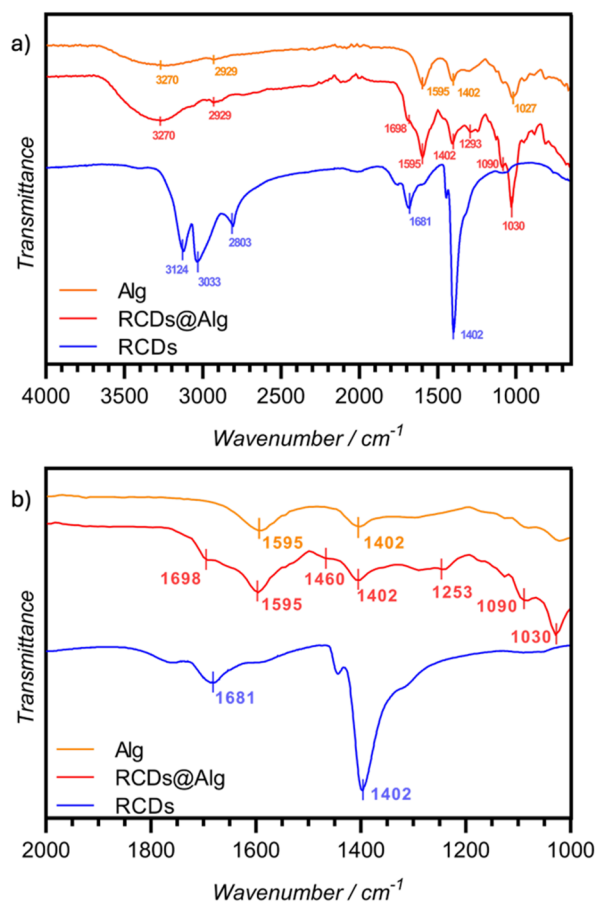 a)
Transmittance
3270
2929
1595
1402
1027
3270
2929
1698
1595
1402
1293
1090
1030
3124
3033
2803
1681
1402
Alg
RCDs@Alg
RCDs
4000 3500 3000 2500 2000 1500 1000
Wavenumber / cm-1
b)
Transmittance
1595
1402
1698
1595
1460
1402
1253
1090
1030
1681
1402
Alg
RCDs@Alg
RCDs
2000 1800 1600 1400 1200 1000
Wavenumber / cm-1